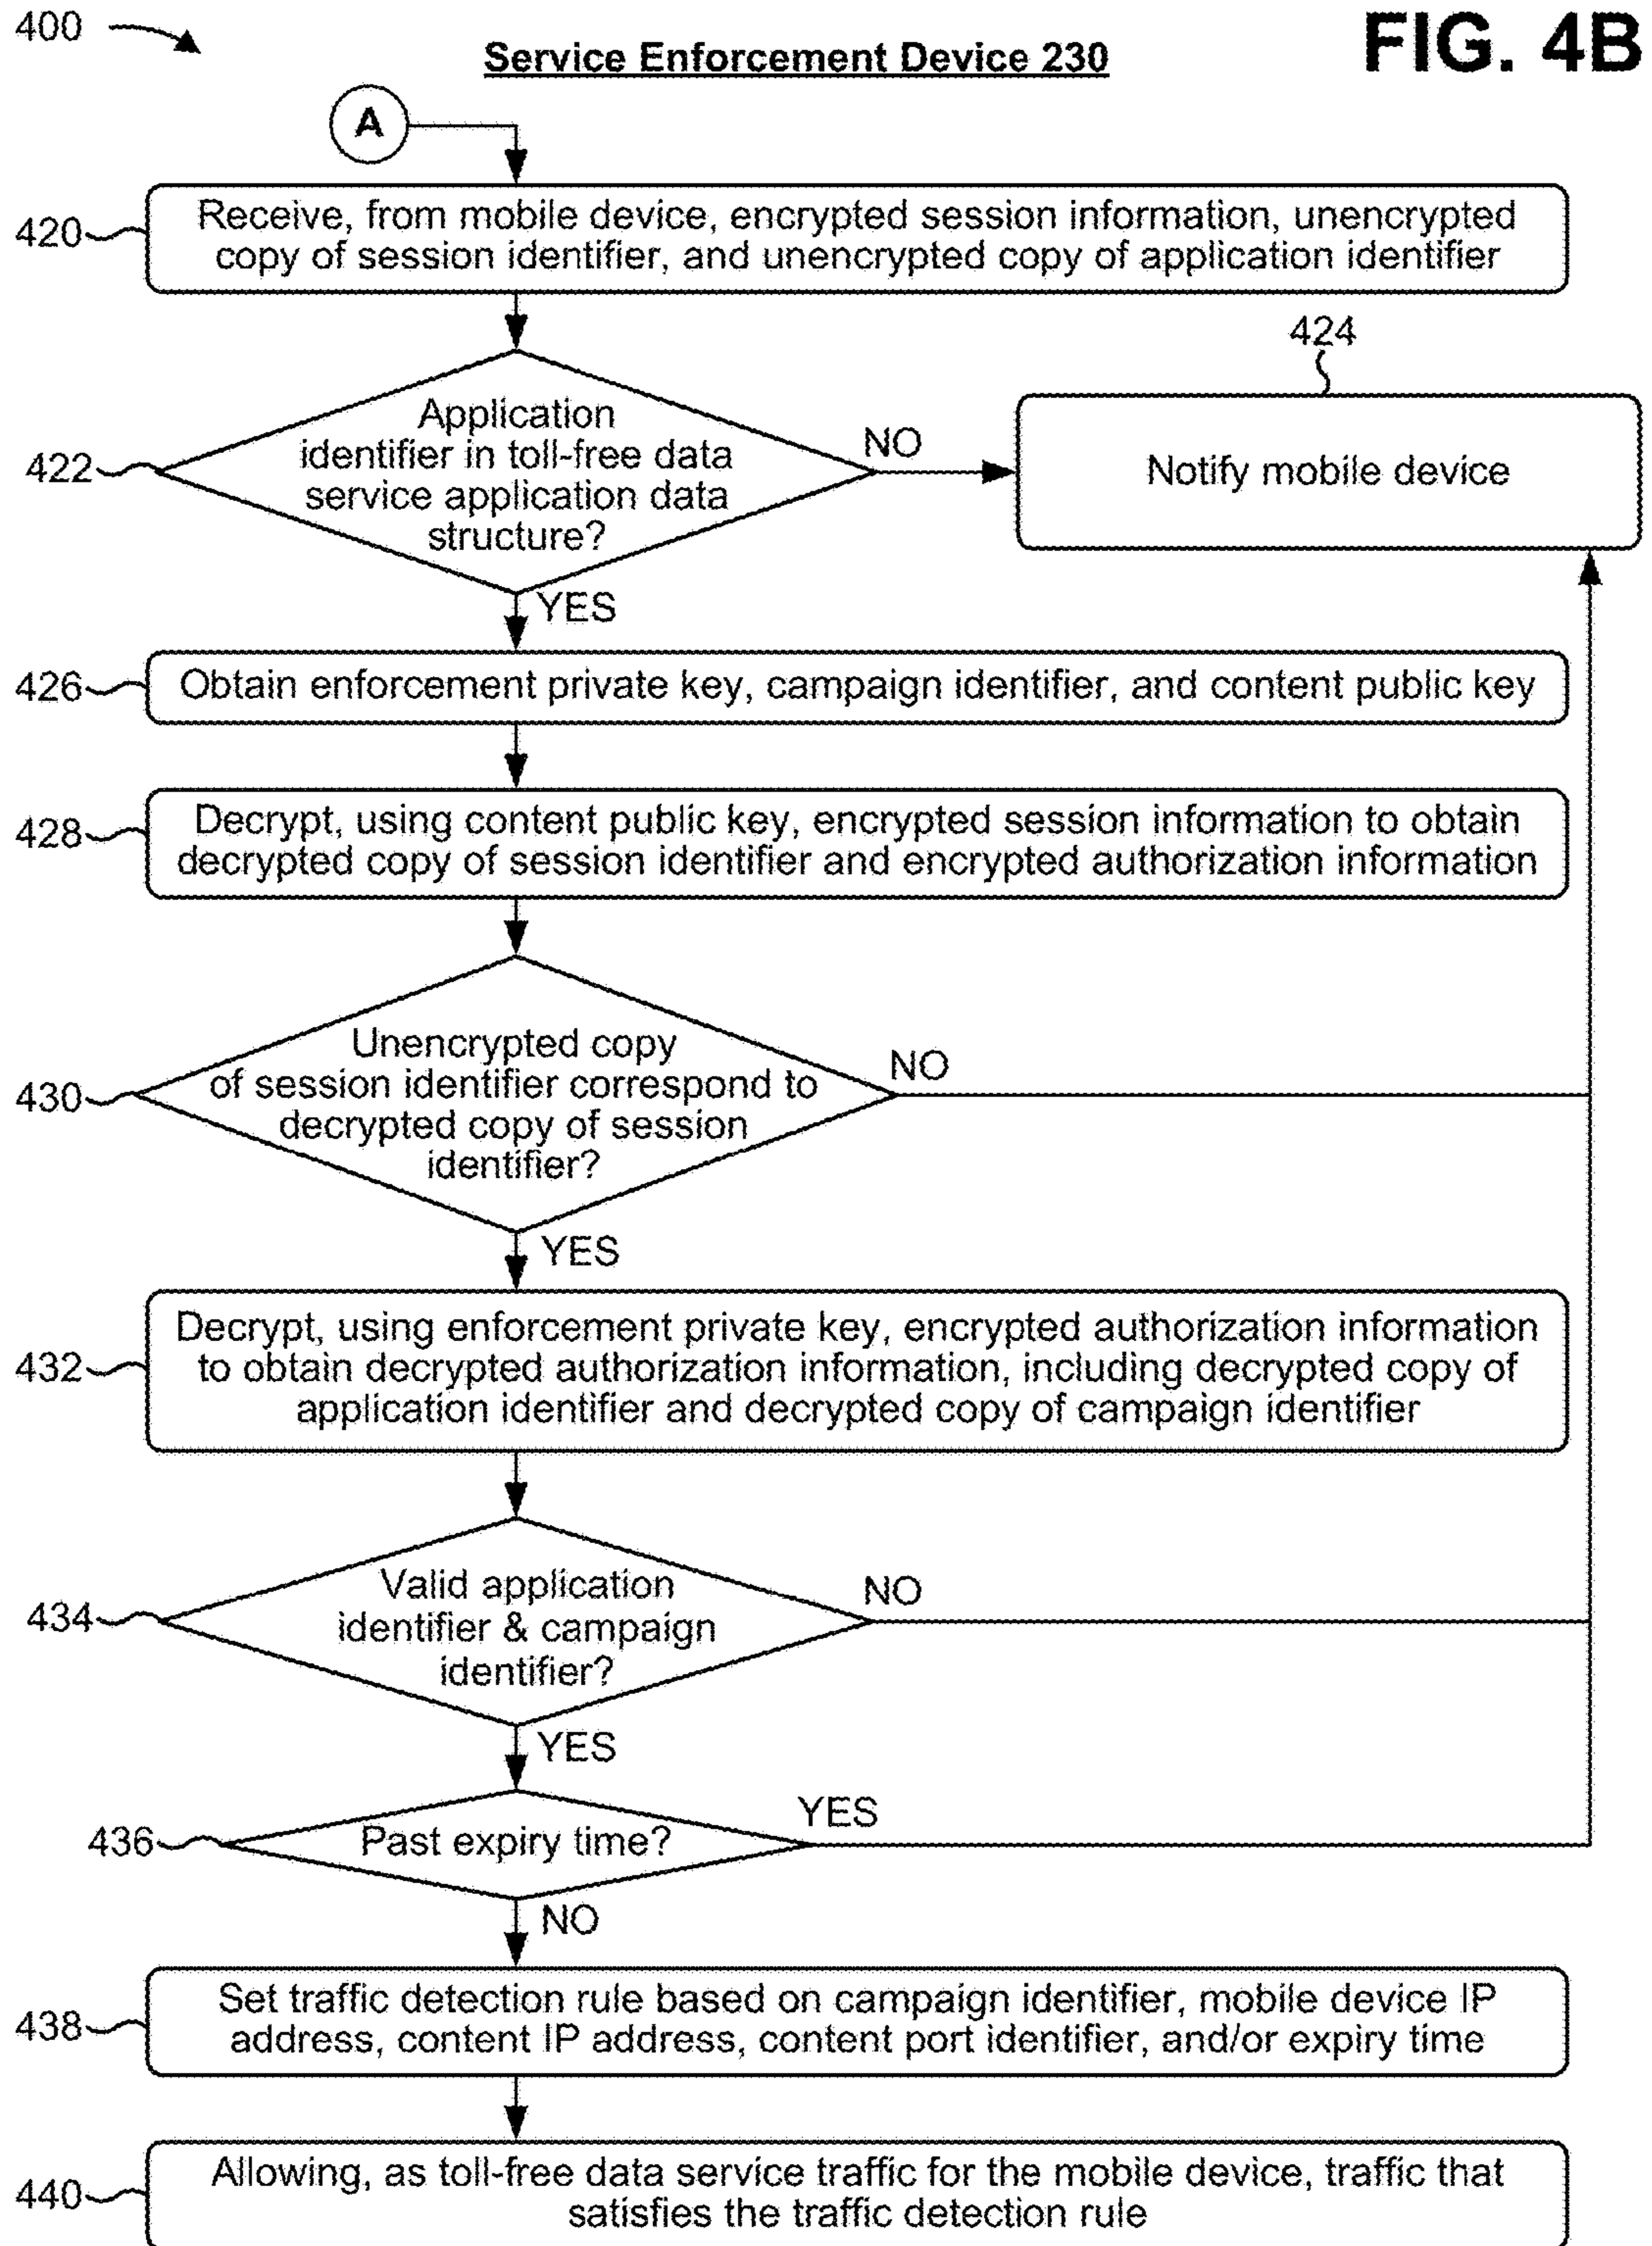 400
FIG. 4B
Service Enforcement Device 230
A
420
Receive, from mobile device, encrypted session information, unencrypted
copy of session identifier, and unencrypted copy of application identifier
424
422
Application
identifier in toll-free data
service application data
structure?
NO
Notify mobile device
YES
426
Obtain enforcement private key, campaign identifier, and content public key
428
Decrypt, using content public key, encrypted session information to obtain
decrypted copy of session identifier and encrypted authorization information
430
Unencrypted copy
of session identifier correspond to
decrypted copy of session
identifier?
NO
YES
432
Decrypt, using enforcement private key, encrypted authorization information
to obtain decrypted authorization information, including decrypted copy of
application identifier and decrypted copy of campaign identifier
434
Valid application
identifier & campaign
identifier?
NO
YES
436
Past expiry time?
YES
NO
438
Set traffic detection rule based on campaign identifier, mobile device IP
address, content IP address, content port identifier, and/or expiry time
440
Allowing, as toll-free data service traffic for the mobile device, traffic that
satisfies the traffic detection rule